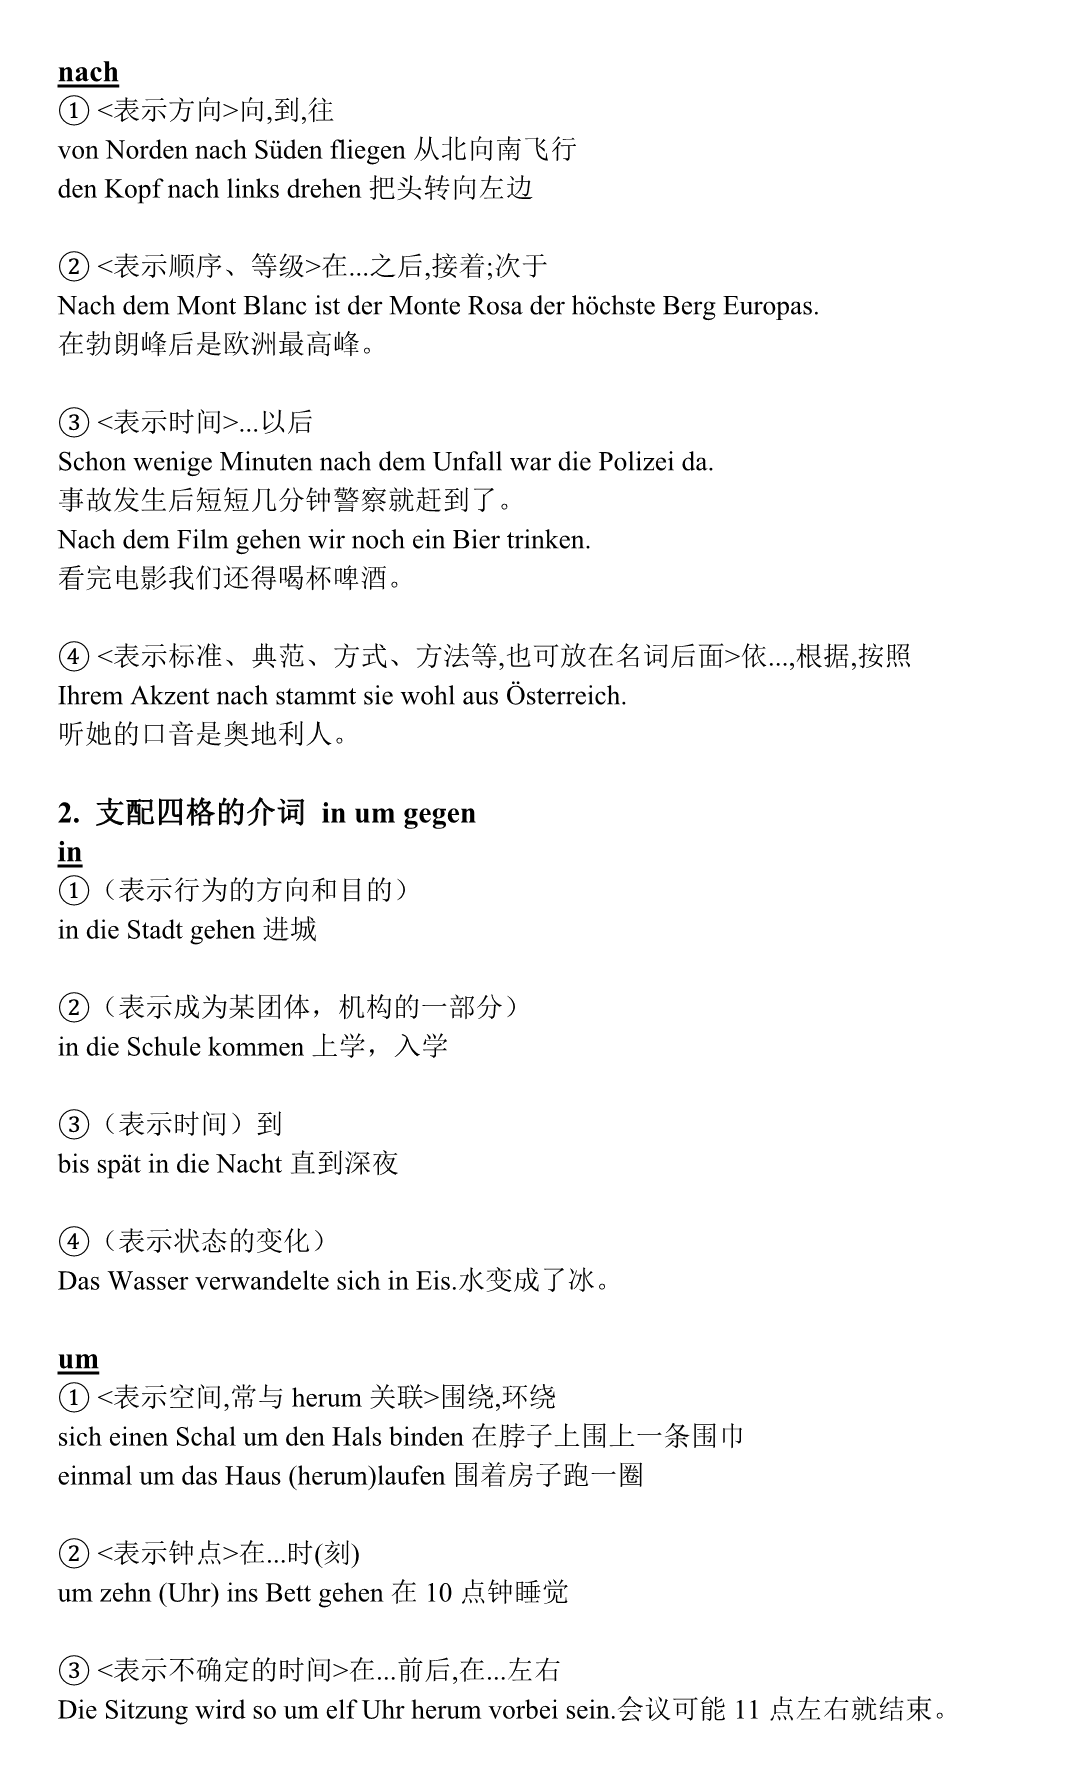 nach
① <表示方向>向,到,往
von Norden nach Süden fliegen 从北向南飞行
den Kopf nach links drehen 把头转向左边
② <表示顺序、等级>在...之后,接着;次于
Nach dem Mont Blanc ist der Monte Rosa der höchste Berg Europas.
在勃朗峰后是欧洲最高峰。
③ <表示时间>...以后
Schon wenige Minuten nach dem Unfall war die Polizei da.
事故发生后短短几分钟警察就赶到了。
Nach dem Film gehen wir noch ein Bier trinken.
看完电影我们还得喝杯啤酒。
④ <表示标准、典范、方式、方法等,也可放在名词后面>依...,根据,按照
Ihrem Akzent nach stammt sie wohl aus Österreich.
听她的口音是奥地利人。
2. 支配四格的介词 in um gegen
in
①（表示行为的方向和目的）
in die Stadt gehen 进城
②（表示成为某团体，机构的一部分）
in die Schule kommen 上学，入学
③（表示时间）到
bis spät in die Nacht 直到深夜
④（表示状态的变化）
Das Wasser verwandelte sich in Eis.水变成了冰。
um
① <表示空间,常与 herum 关联>围绕,环绕
sich einen Schal um den Hals binden 在脖子上围上一条围巾
einmal um das Haus (herum)laufen 围着房子跑一圈
② <表示钟点>在...时(刻)
um zehn (Uhr) ins Bett gehen 在 10 点钟睡觉
③ <表示不确定的时间>在...前后,在...左右
Die Sitzung wird so um elf Uhr herum vorbei sein.会议可能 11 点左右就结束。